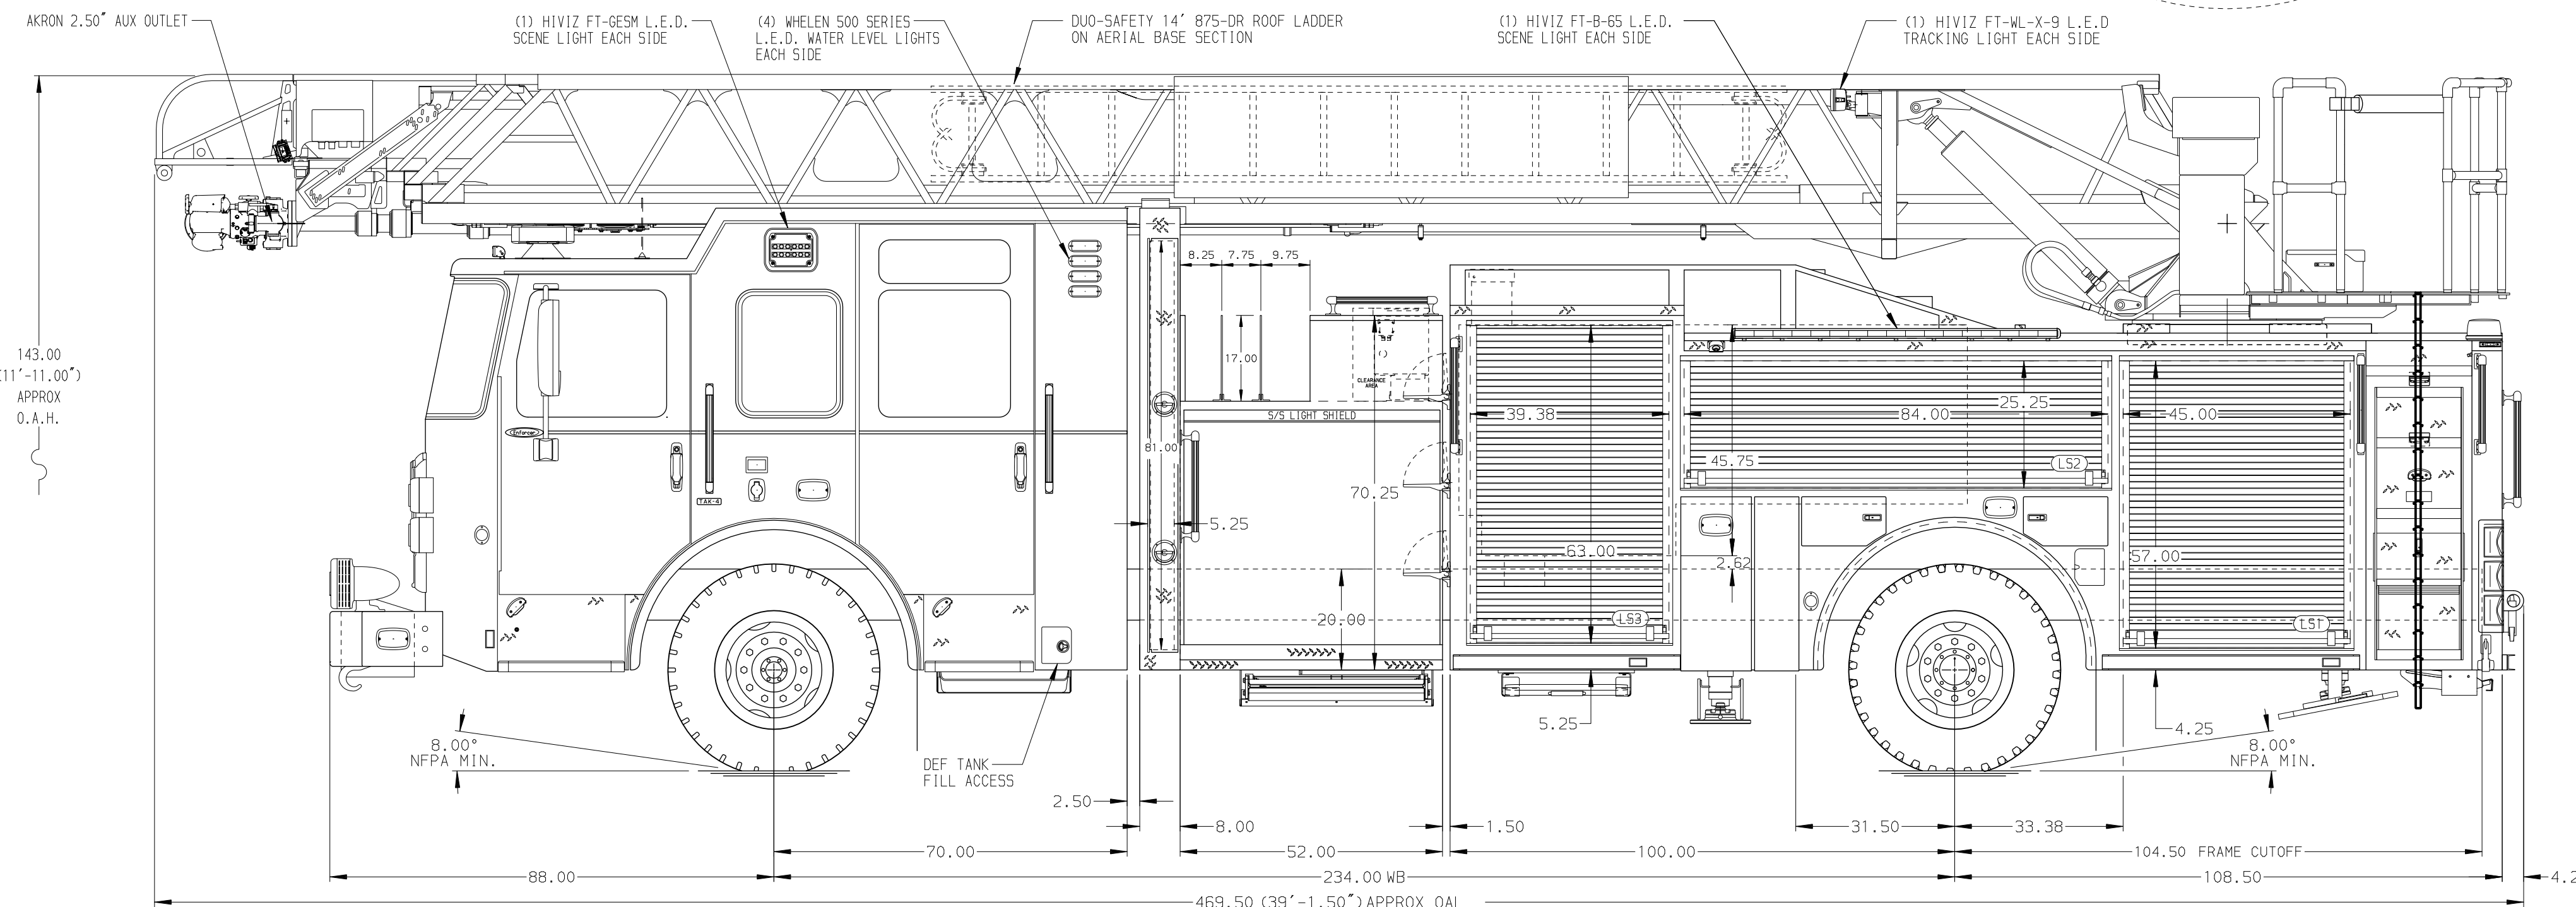 AKRON 2.50" AUX OUTLET
(1) HIVIZ FT-GESM L.E.D.
SCENE LIGHT EACH SIDE
(4) WHELEN 500 SERIES
L.E.D. WATER LEVEL LIGHTS
EACH SIDE
DUO-SAFETY 14' 875-DR ROOF LADDER
ON AERIAL BASE SECTION
(1) HIVIZ FT-B-65 L.E.D.
SCENE LIGHT EACH SIDE
(1) HIVIZ FT-WL-X-9 L.E.D
TRACKING LIGHT EACH SIDE
143.00
(11'-11.00")
APPROX
O.A.H.
8.25
7.75
9.75
17.00
CLEARANCE
AREA
S/S LIGHT SHIELD
39.38
84.00
25.25
45.00
Enforcer
81.00
45.75
LS2
70.25
TAK-4
5.25
63.00
2.62
57.00
20.00
LS3
LS1
5.25
4.25
8.00°
NFPA MIN.
8.00°
NFPA MIN.
DEF TANK
FILL ACCESS
2.50
8.00
1.50
31.50
33.38
70.00
52.00
100.00
104.50 FRAME CUTOFF
88.00
234.00 WB
108.50
469.50 (39'-1.50") APPROX OAL